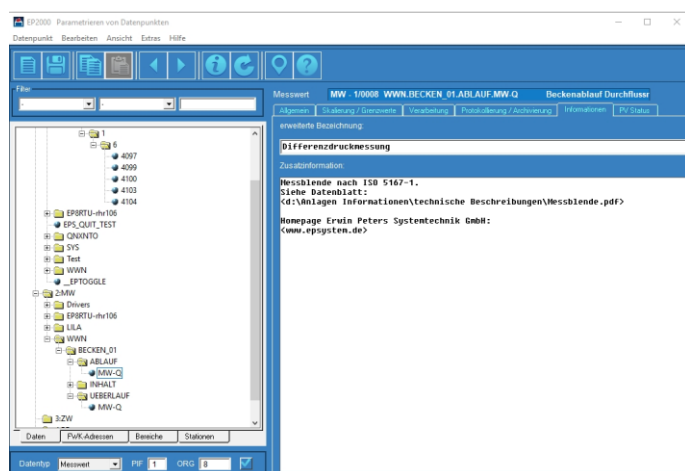 EP2000 Parametrieren von Datenpunkten
Datenpunkt Bearbeiten Ansicht Extras Hilfe
Filter
-
-
Messwert MW - 1/0008 WWN.BECKEN_01.ABLAUF.MW-Q Beckenablauf Durchflussr
Allgemein Skalierung / Grenzwerte Verarbeitung Protokollierung / Archivierung Informationen PV Status
erweiterte Bezeichnung:
Differenzdruckmessung
Zusatzinformation:
Messblende nach ISO 5167-1.
Siehe Datenblatt:
<d:\Anlagen Informationen\technische Beschreibungen\Messblende.pdf>
Homepage Erwin Peters Systemtechnik GmbH:
<www.epsystem.de>
1
6
4097
4099
4100
4103
4104
EP8RTU-rhr106
EPS_QUIT_TEST
QNXNTO
SYS
Test
WWN
__EPTOGGLE
2:MW
Drivers
EP8RTU-rhr106
LILA
WWN
BECKEN_01
ABLAUF
MW-Q
INHALT
UEBERLAUF
MW-Q
3:ZW
Daten FWK-Adressen Bereiche Stationen
Datentyp Messwert PIF 1 ORG 8